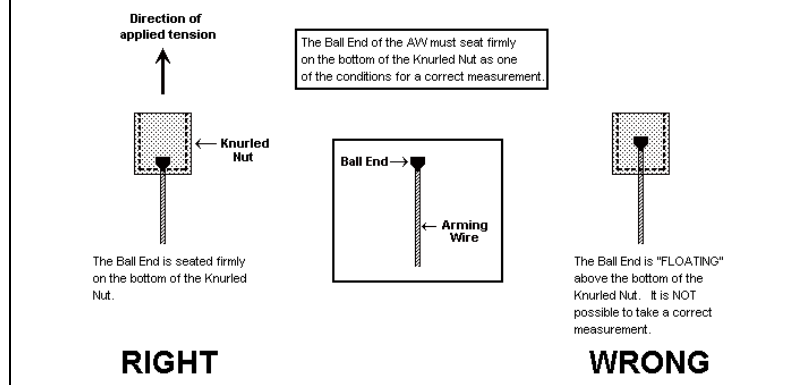 Direction of
applied tension
The Ball End of the AW must seat firmly
on the bottom of the Knurled Nut as one
of the conditions for a correct measurement.
Knurled
Nut
Ball End
Arming
Wire
The Ball End is seated firmly
on the bottom of the Knurled
Nut.
The Ball End is "FLOATING"
above the bottom of the
Knurled Nut. It is NOT
possible to take a correct
measurement.
RIGHT
WRONG